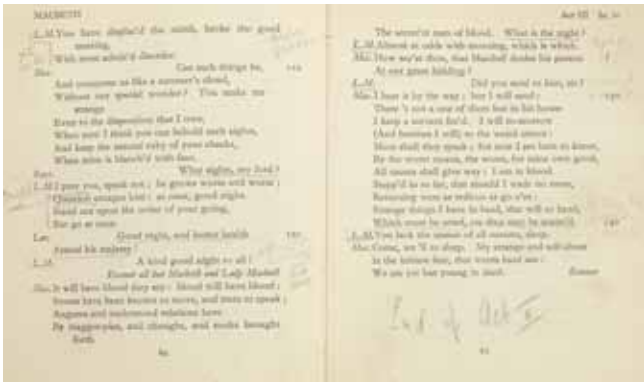 MACBETH
L.M. You have displac'd the mirth, broke the good
meeting,
With most admir'd disorder.
Mac. Can such things be,
And overcome us like a summer's cloud,
Without our special wonder? You make me
strange
Even to the disposition that I owe,
When now I think you can behold such sights,
And keep the natural ruby of your cheeks,
When mine is blanch'd with fear.
Ross. What sights, my lord?
L.M. I pray you, speak not; he grows worse and worse;
Question enrages him: at once, good night.
Stand not upon the order of your going,
But go at once.
Len. Good night, and better health
Attend his majesty!
L.M. A kind good night to all!
Exeunt all but Macbeth and Lady Macbeth
Mac. It will have blood they say: blood will have blood:
Stones have been known to move, and trees to speak;
Augures and understood relations have
By maggot-pies, and choughs, and rooks brought
forth
Act III Sc. iv
The secret'st man of blood. What is the night?
L.M. Almost at odds with morning, which is which.
Mac. How say'st thou, that Macduff denies his person
At our great bidding?
L.M. Did you send to him, sir?
Mac. I hear it by the way; but I will send:
There 's not a one of them but in his house
I keep a servant fee'd. I will to-morrow
(And betimes I will) to the weird sisters:
More shall they speak; for now I am bent to know,
By the worst means, the worst, for mine own good,
All causes shall give way: I am in blood
Stepp'd in so far, that should I wade no more,
Returning were as tedious as go o'er:
Strange things I have in head, that will to hand,
Which must be acted, ere they may be scann'd. 140
L.M. You lack the season of all natures, sleep.
Mac. Come, we 'll to sleep. My strange and self-abuse
Is the initiate fear, that wants hard use:
We are yet but young in deed. Exeunt
End of Act III